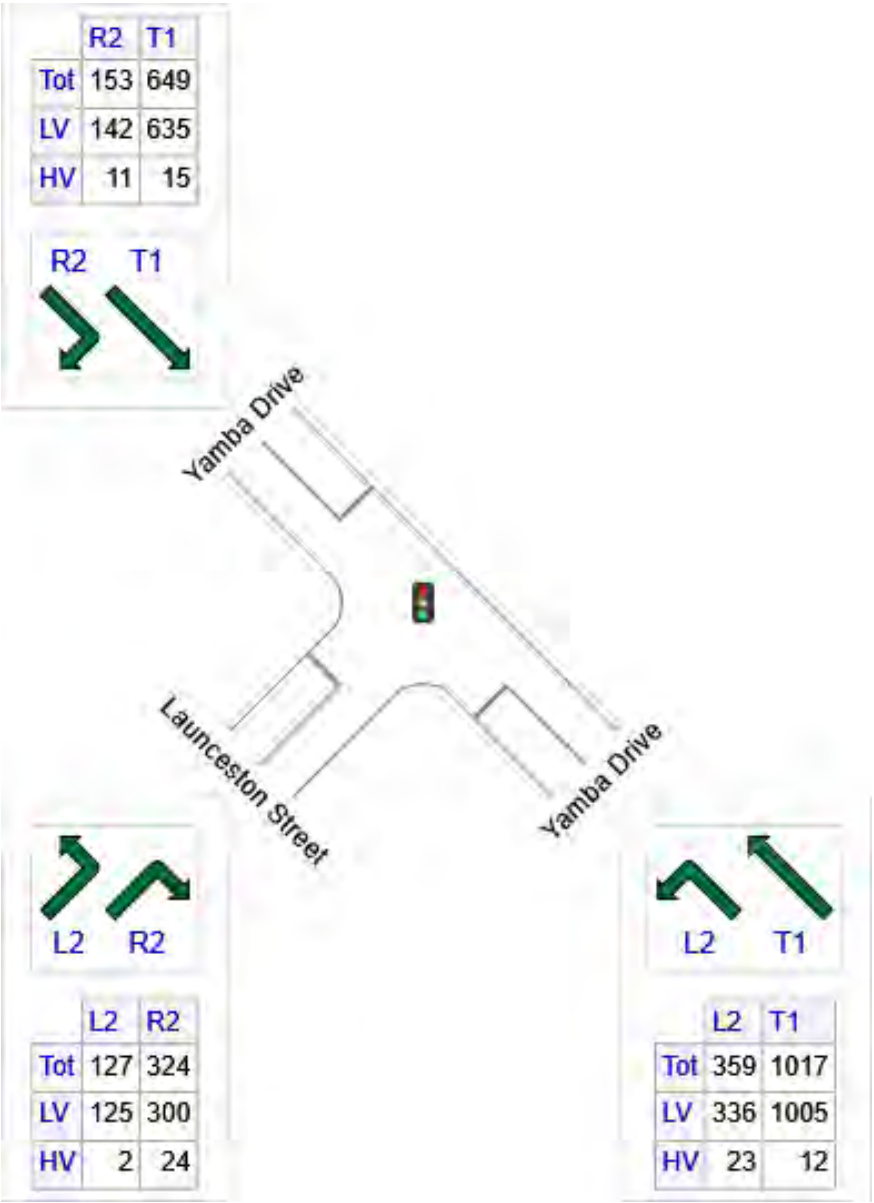 R2 T1
Tot 153 649
LV 142 635
HV 11 15
R2 T1
Yamba Drive
Launceston Street
Yamba Drive
L2 R2
L2 R2
Tot 127 324
LV 125 300
HV 2 24
L2 T1
L2 T1
Tot 359 1017
LV 336 1005
HV 23 12